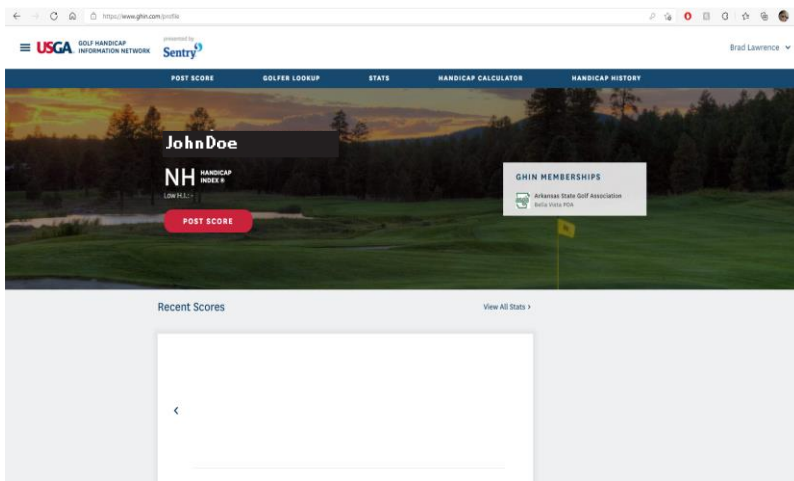 https://www.ghin.com/profile
USGA
GOLF HANDICAP
INFORMATION NETWORK
presented by
Sentry
Brad Lawrence
POST SCORE
GOLFER LOOKUP
STATS
HANDICAP CALCULATOR
HANDICAP HISTORY
JohnDoe
NH HANDICAP
INDEX ®
Low H.I.: -
POST SCORE
GHIN MEMBERSHIPS
Arkansas State Golf Association
Bella Vista POA
Recent Scores
View All Stats >